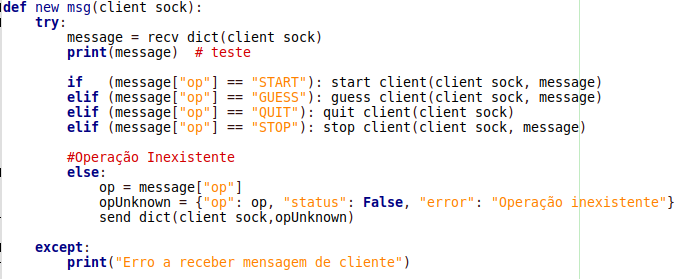 def new msg(client sock):
    try:
        message = recv dict(client sock)
        print(message)  # teste
        if   (message["op"] == "START"): start client(client sock, message)
        elif (message["op"] == "GUESS"): guess client(client sock, message)
        elif (message["op"] == "QUIT"): quit client(client sock)
        elif (message["op"] == "STOP"): stop client(client sock, message)
        #Operação Inexistente
        else:
            op = message["op"]
            opUnknown = {"op": op, "status": False, "error": "Operação inexistente"}
            send dict(client sock,opUnknown)
    except:
        print("Erro a receber mensagem de cliente")